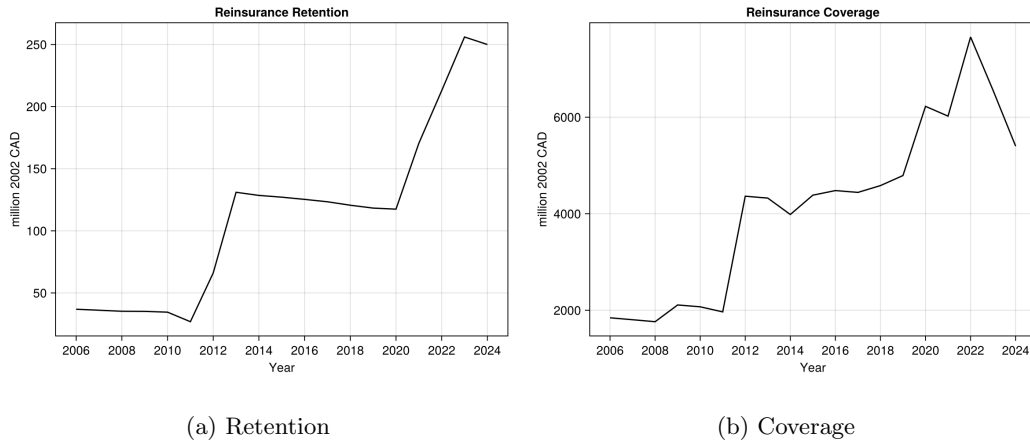 Reinsurance Retention
250
200
150
100
50
million 2002 CAD
2006 2008 2010 2012 2014 2016 2018 2020 2022 2024
Year
(a) Retention
Reinsurance Coverage
6000
4000
2000
million 2002 CAD
2006 2008 2010 2012 2014 2016 2018 2020 2022 2024
Year
(b) Coverage